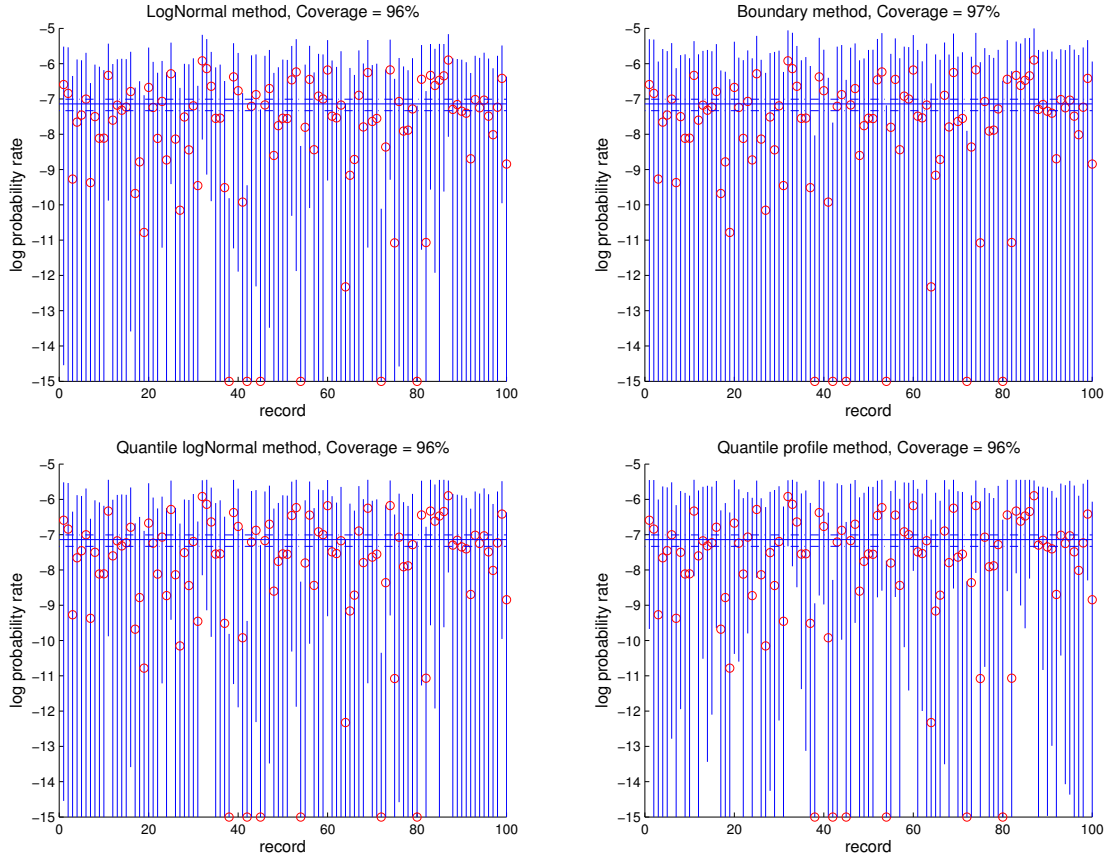 LogNormal method, Coverage = 96%
−5
−6
−7
−8
−9
−10
−11
−12
−13
−14
−15
log probability rate
0 20 40 60 80 100
record
Boundary method, Coverage = 97%
−5
−6
−7
−8
−9
−10
−11
−12
−13
−14
−15
log probability rate
0 20 40 60 80 100
record
Quantile logNormal method, Coverage = 96%
−5
−6
−7
−8
−9
−10
−11
−12
−13
−14
−15
log probability rate
0 20 40 60 80 100
record
Quantile profile method, Coverage = 96%
−5
−6
−7
−8
−9
−10
−11
−12
−13
−14
−15
log probability rate
0 20 40 60 80 100
record